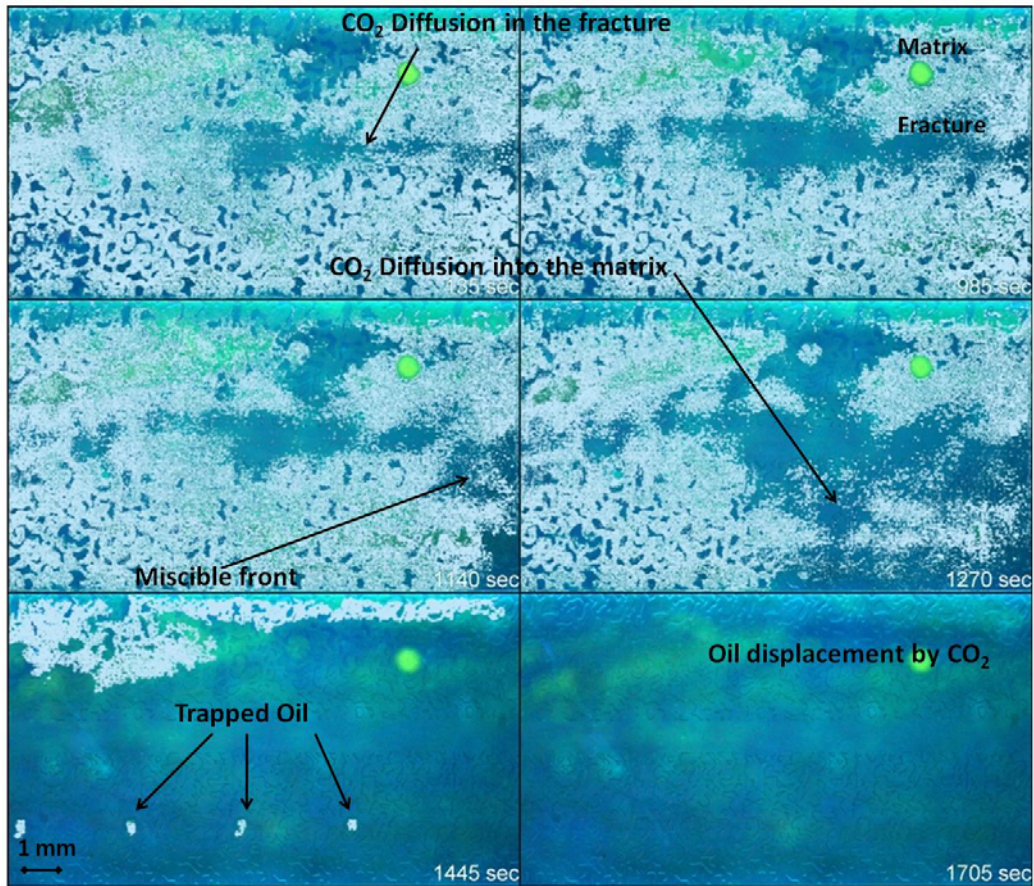 CO₂ Diffusion in the fracture
Matrix
Fracture
985 sec
CO₂ Diffusion into the matrix
Miscible front
1140 sec
1270 sec
Trapped Oil
1 mm
1445 sec
Oil displacement by CO₂
1705 sec